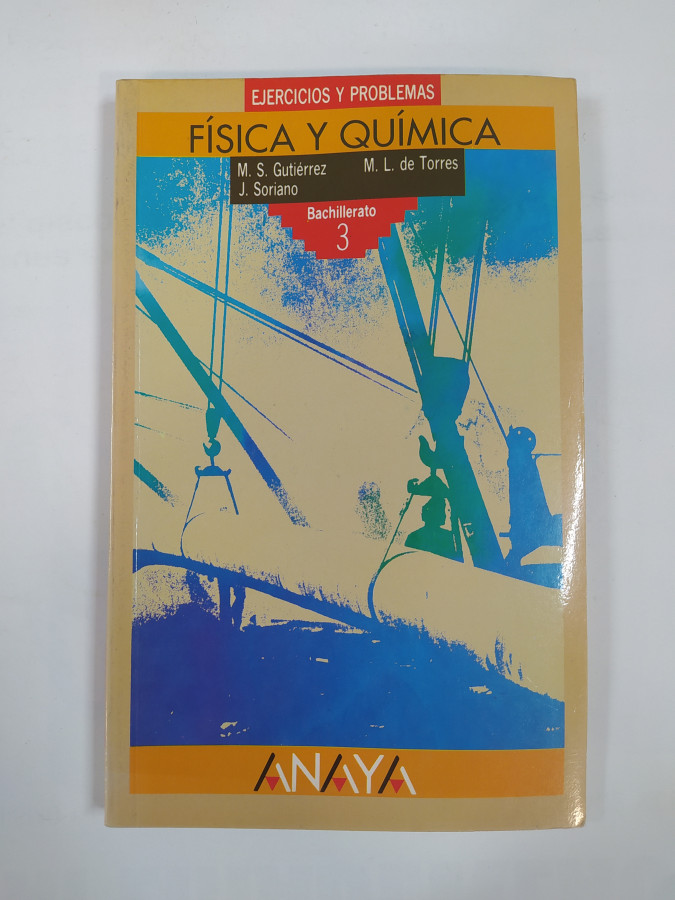 EJERCICIOS Y PROBLEMAS
FÍSICA Y QUÍMICA
M. S. Gutiérrez M. L. de Torres
J. Soriano
Bachillerato
3
ANAYA